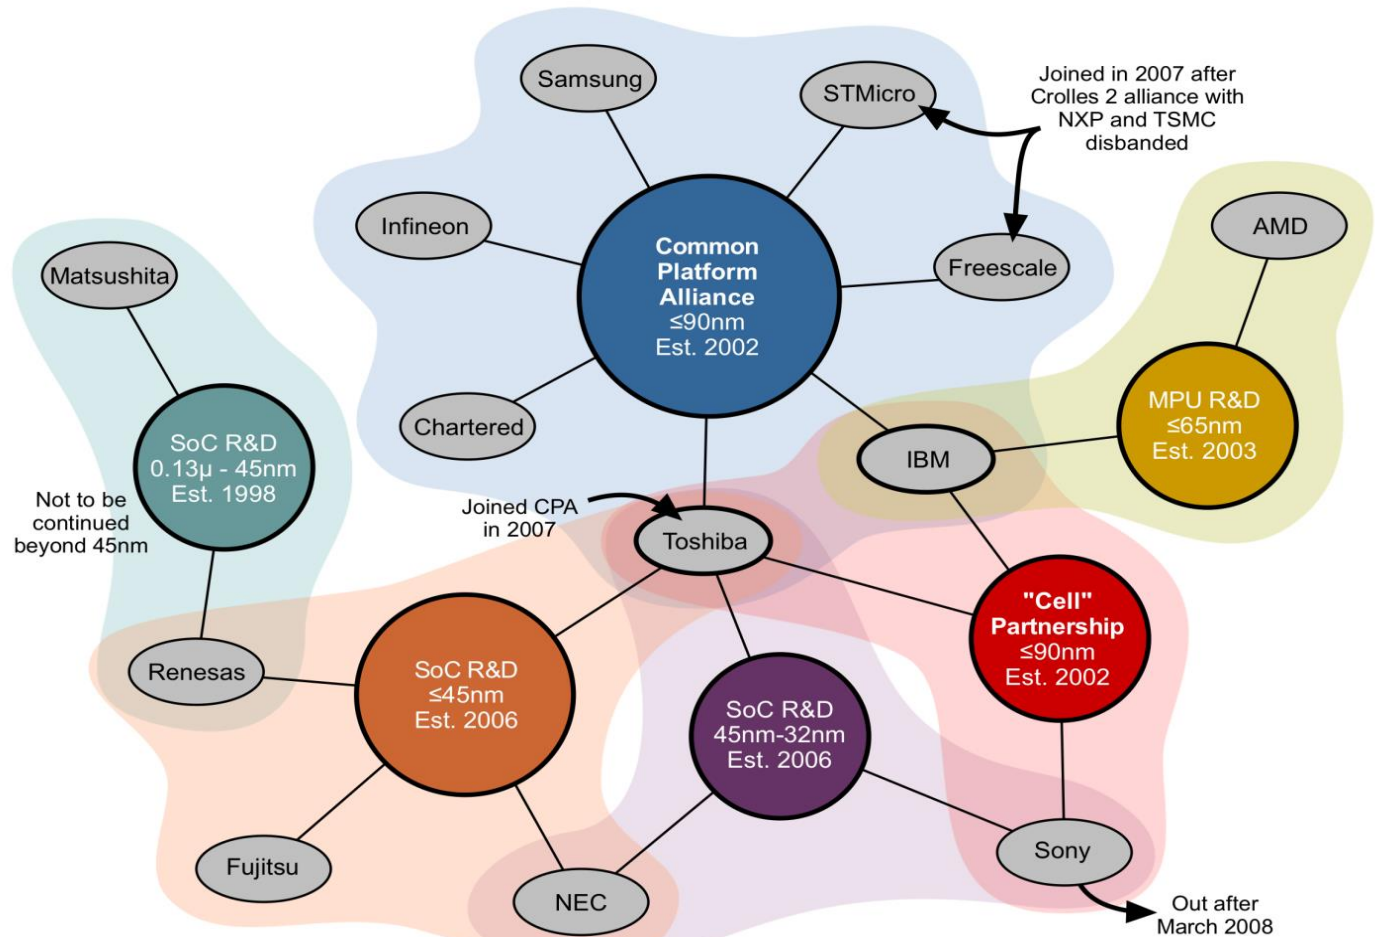 Samsung
STMicro
Joined in 2007 after
Crolles 2 alliance with
NXP and TSMC
disbanded
Infineon
AMD
Matsushita
Common
Platform
Alliance
≤90nm
Est. 2002
Freescale
Chartered
MPU R&D
≤65nm
Est. 2003
SoC R&D
0.13µ - 45nm
Est. 1998
IBM
Not to be
continued
beyond 45nm
Joined CPA
in 2007
Toshiba
"Cell"
Partnership
≤90nm
Est. 2002
Renesas
SoC R&D
≤45nm
Est. 2006
SoC R&D
45nm-32nm
Est. 2006
Fujitsu
NEC
Sony
Out after
March 2008